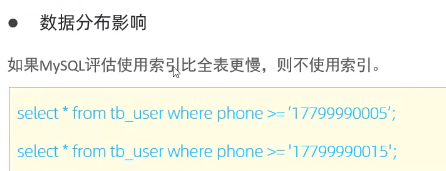 数据分布影响
如果MySQL评估使用索引比全表更慢，则不使用索引。
select * from tb_user where phone >= ‘17799990005’;
select * from tb_user where phone >= '17799990015';